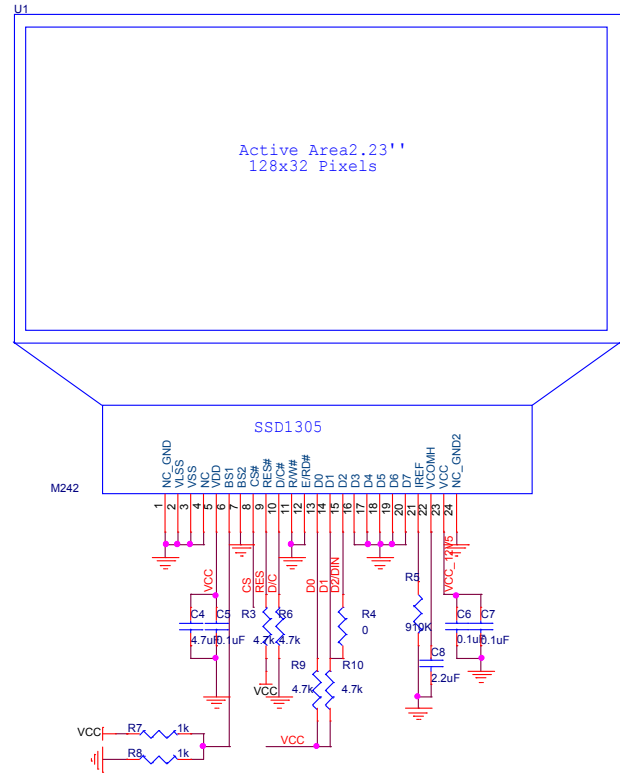 U1
Active Area2.23''
128x32 Pixels
SSD1305
M242
NC_GND
VLSS
VSS
NC
VDD
BS1
BS2
CS#
RES#
D/C#
R/W#
E/RD#
D0
D1
D2
D3
D4
D5
D6
D7
IREF
VCOMH
VCC
NC_GND2
1 2 3 4 5 6 7 8 9 10 11 12 13 14 15 16 17 18 19 20 21 22 23 24
VCC
CS
RES
D/C
D0
D1
D2/DIN
VCC_12V5
C4
4.7uF
C5
0.1uF
R3
4.7k
R6
4.7k
R4
0
R5
910K
C6
0.1uF
C7
0.1uF
C8
2.2uF
VCC
R9
4.7k
R10
4.7k
VCC
R7
1k
VCC
R8
1k